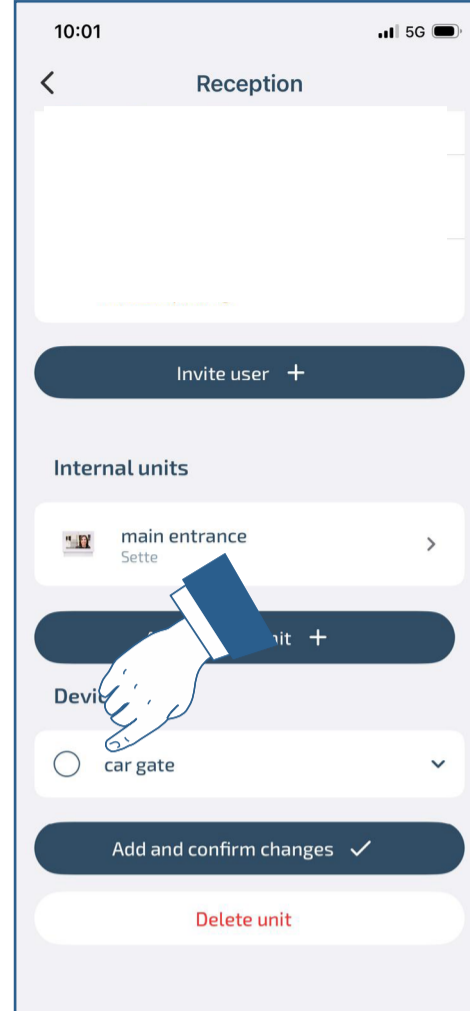 10:01
5G
Reception
Invite user +
Internal units
main entrance
Sette
+
car gate
Add and confirm changes
Delete unit